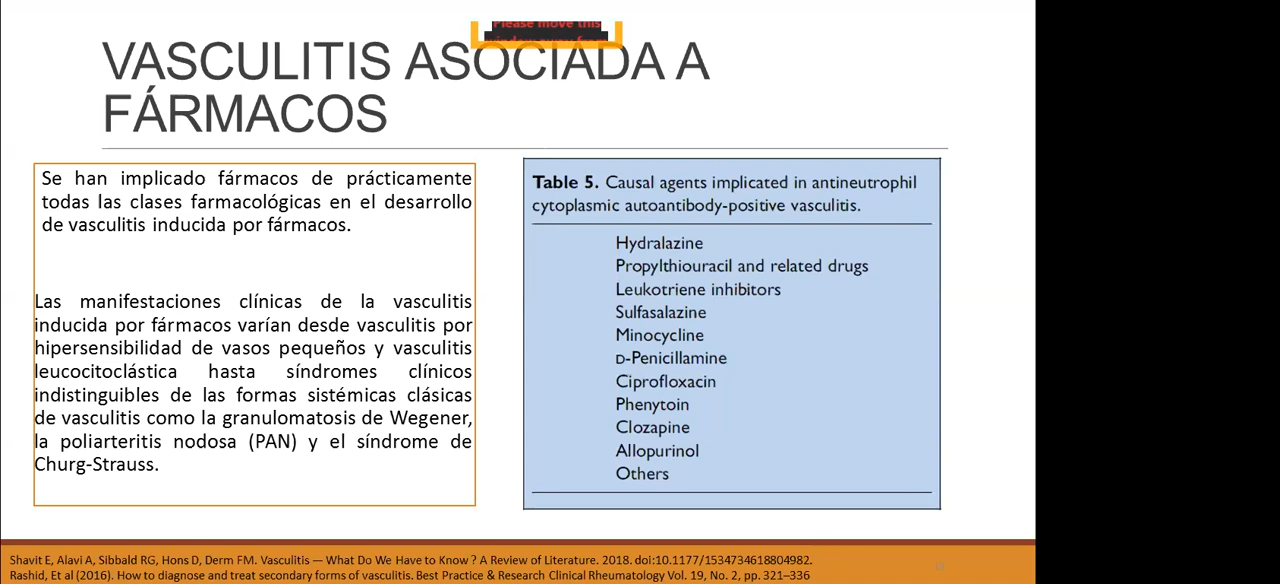 Please move this
VASCULITIS ASOCIADA A
FÁRMACOS
Se han implicado fármacos de prácticamente
todas las clases farmacológicas en el desarrollo
de vasculitis inducida por fármacos.
Las manifestaciones clínicas de la vasculitis
inducida por fármacos varían desde vasculitis por
hipersensibilidad de vasos pequeños y vasculitis
leucocitoclástica hasta síndromes clínicos
indistinguibles de las formas sistémicas clásicas
de vasculitis como la granulomatosis de Wegener,
la poliarteritis nodosa (PAN) y el síndrome de
Churg-Strauss.
Table 5. Causal agents implicated in antineutrophil
cytoplasmic autoantibody-positive vasculitis.
Hydralazine
Propylthiouracil and related drugs
Leukotriene inhibitors
Sulfasalazine
Minocycline
D-Penicillamine
Ciprofloxacin
Phenytoin
Clozapine
Allopurinol
Others
Shavit E, Alavi A, Sibbald RG, Hons D, Derm FM. Vasculitis — What Do We Have to Know ? A Review of Literature. 2018. doi:10.1177/1534734618804982.
Rashid, Et al (2016). How to diagnose and treat secondary forms of vasculitis. Best Practice & Research Clinical Rheumatology Vol. 19, No. 2, pp. 321–336